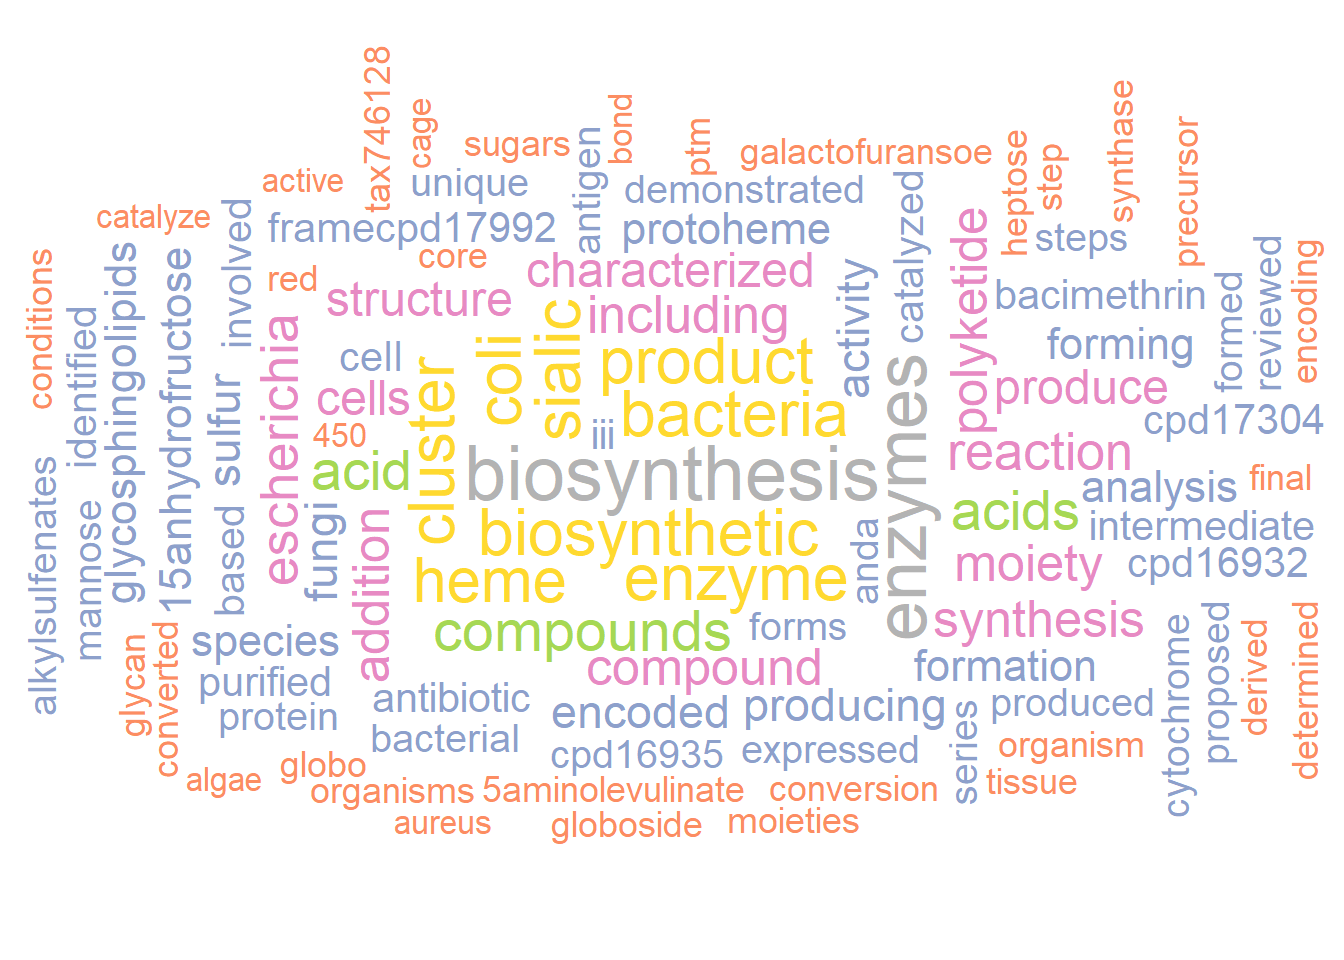 tax746128
cage
sugars
bond
ptm
galactofuransoe
heptose
step
synthase
precursor
active
unique
antigen
demonstrated
catalyzed
catalyze
involved
framecpd17992
protoheme
polyketide
steps
conditions
identified
glycosphingolipids
15anhydrofructose
red
core
characterized
activity
bacimethrin
formed
reviewed
encoding
structure
including
forming
escherichia
cell
coli
sialic
product
enzymes
produce
sulfur
cells
cluster
bacteria
cpd17304
450
iii
reaction
alkylsulfenates
mannose
based
fungi
acid
biosynthesis
analysis
final
addition
biosynthetic
anda
acids
intermediate
heme
enzyme
moiety
cpd16932
glycan
converted
species
compounds
forms
synthesis
cytochrome
proposed
derived
determined
purified
compound
formation
protein
antibiotic
encoded
producing
produced
bacterial
cpd16935
expressed
series
organism
algae
globo
organisms
5aminolevulinate
conversion
tissue
aureus
globoside
moieties